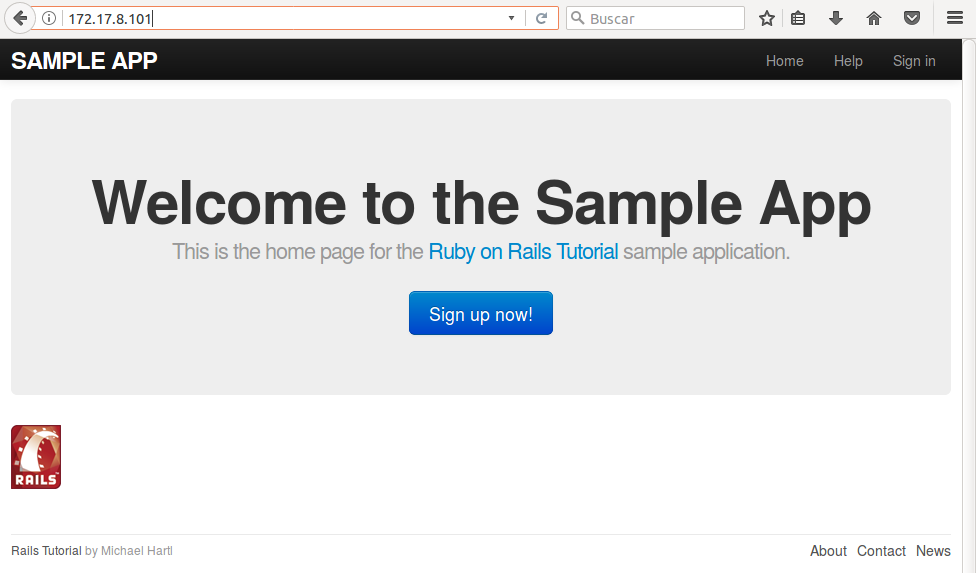 172.17.8.101
Buscar
SAMPLE APP
Home Help Sign in
Welcome to the Sample App
This is the home page for the Ruby on Rails Tutorial sample application.
Sign up now!
RAILS
Rails Tutorial by Michael Hartl
About Contact News